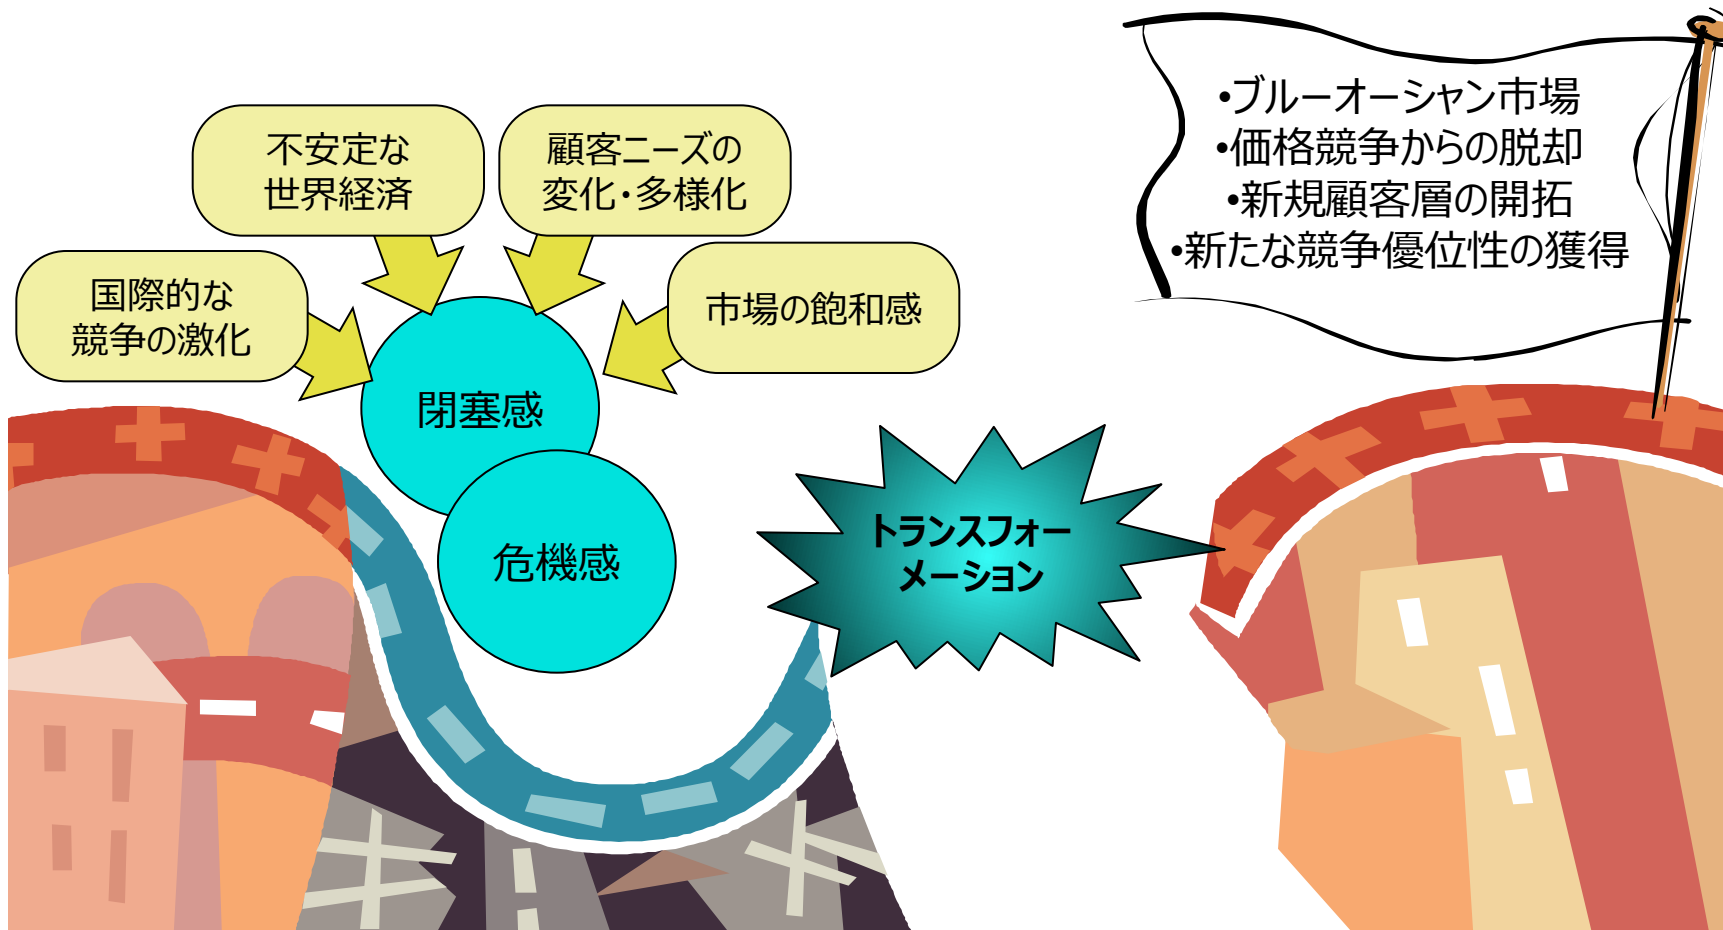 不安定な
世界経済
顧客ニーズの
変化・多様化
国際的な
競争の激化
市場の飽和感
閉塞感
危機感
トランスフォー
メーション
•ブルーオーシャン市場
•価格競争からの脱却
•新規顧客層の開拓
•新たな競争優位性の獲得